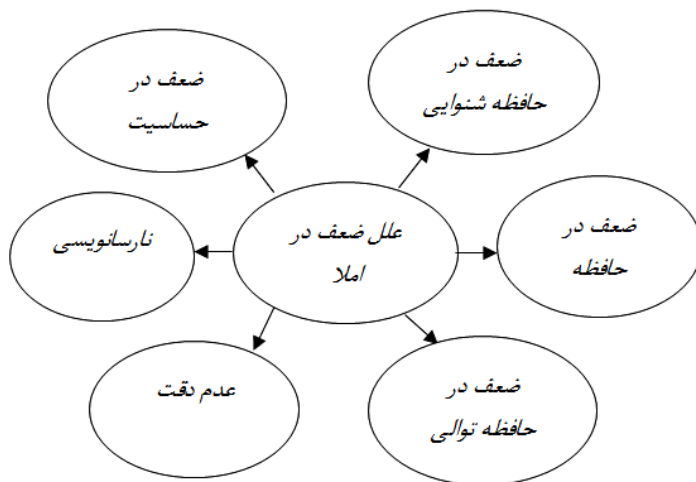 ضعف در
حافظه شنوایی
ضعف در
حساسیت
علل ضعف در
املا
ضعف در
حافظه
نارسانویسی
ضعف در
حافظه توالی
عدم دقت